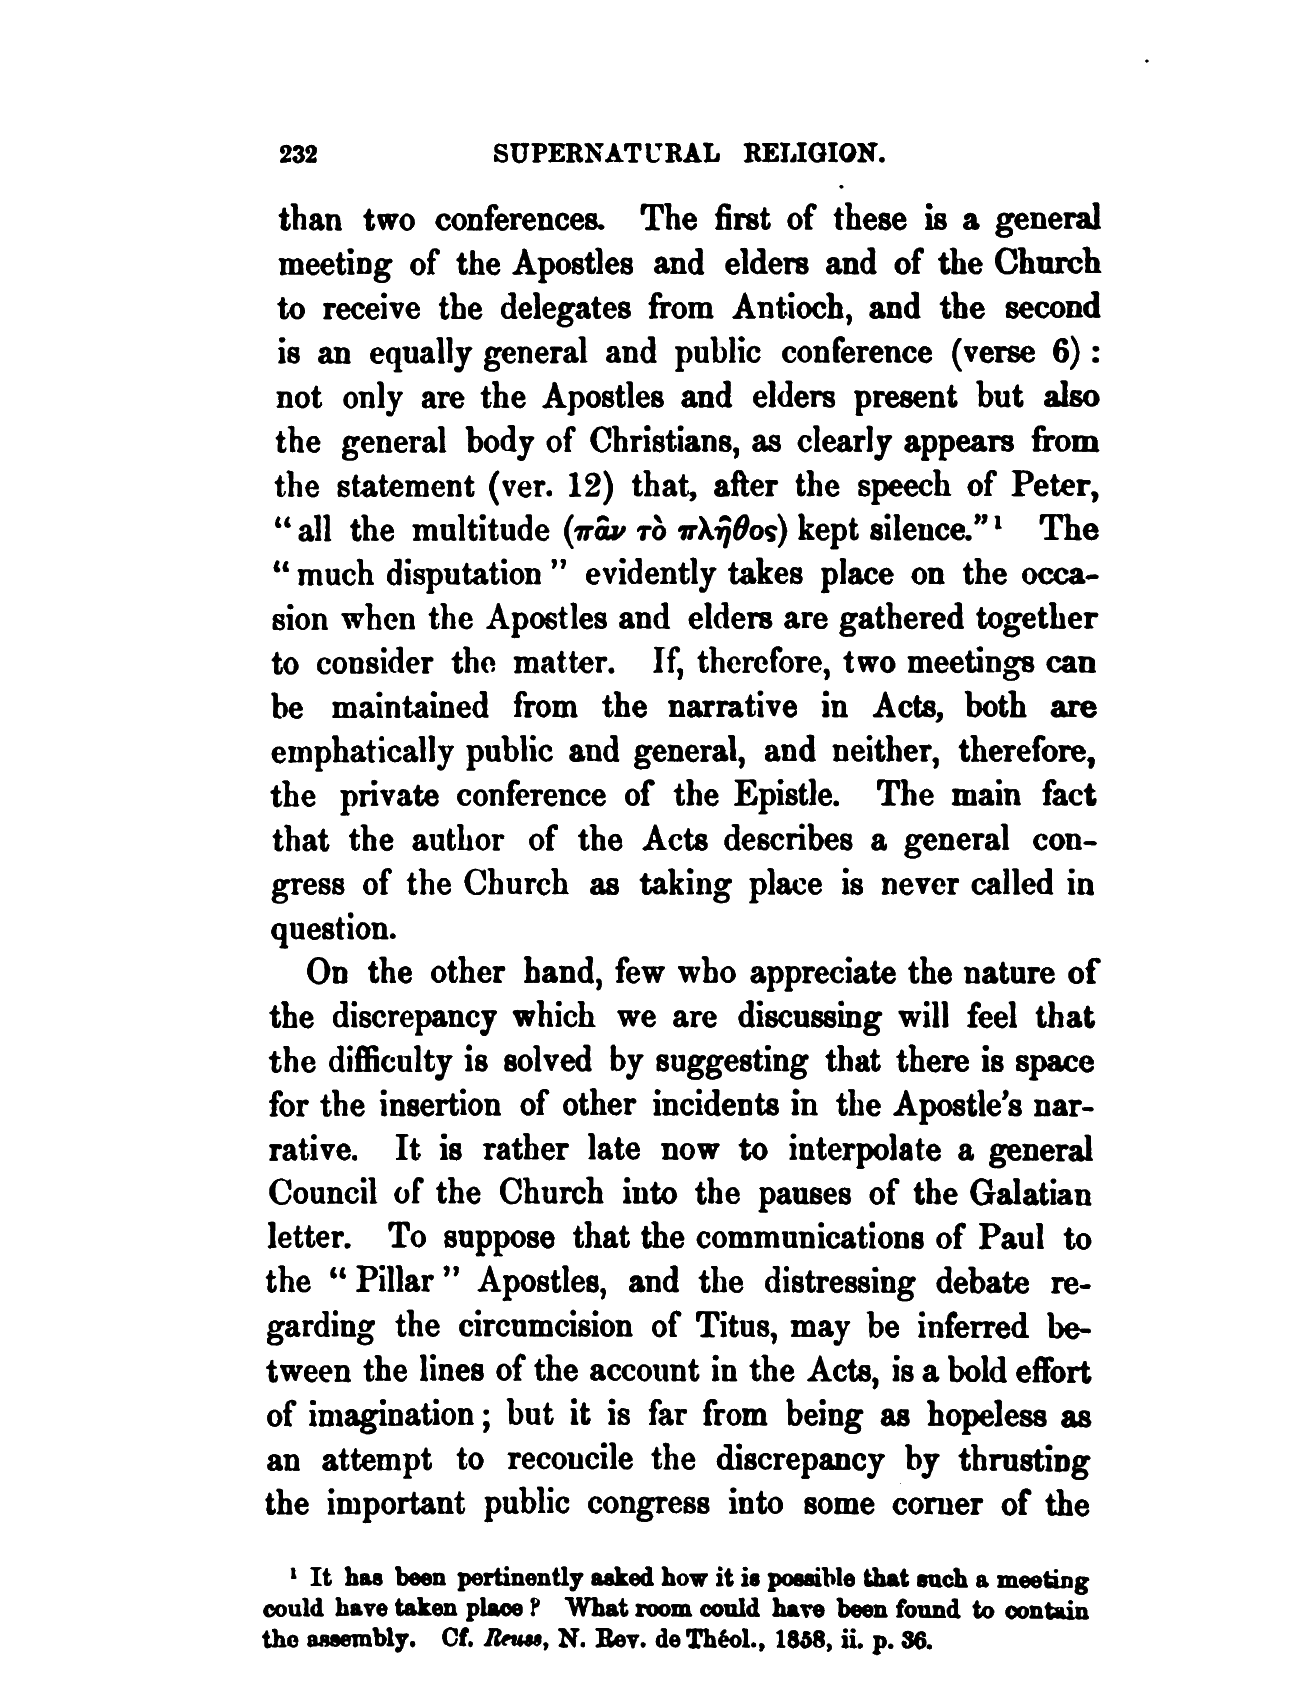 232 SUPERNATURAL RELIGION.
than two conferences. The first of these is a general
meeting of the Apostles and elders and of the Church
to receive the delegates from Antioch, and the second
is an equally general and public conference (verse 6) :
not only are the Apostles and elders present but also
the general body of Christians, as clearly appears from
the statement (ver. 12) that, after the speech of Peter,
“all the multitude (πᾶν τὸ πλῆθος) kept silence.”¹ The
“much disputation” evidently takes place on the occa-
sion when the Apostles and elders are gathered together
to consider the matter. If, therefore, two meetings can
be maintained from the narrative in Acts, both are
emphatically public and general, and neither, therefore,
the private conference of the Epistle. The main fact
that the author of the Acts describes a general con-
gress of the Church as taking place is never called in
question.
On the other hand, few who appreciate the nature of
the discrepancy which we are discussing will feel that
the difficulty is solved by suggesting that there is space
for the insertion of other incidents in the Apostle’s nar-
rative. It is rather late now to interpolate a general
Council of the Church into the pauses of the Galatian
letter. To suppose that the communications of Paul to
the “Pillar” Apostles, and the distressing debate re-
garding the circumcision of Titus, may be inferred be-
tween the lines of the account in the Acts, is a bold effort
of imagination; but it is far from being as hopeless as
an attempt to reconcile the discrepancy by thrusting
the important public congress into some corner of the
¹ It has been pertinently asked how it is possible that such a meeting
could have taken place? What room could have been found to contain
the assembly. Cf. Reuss, N. Rev. de Théol., 1858, ii. p. 36.